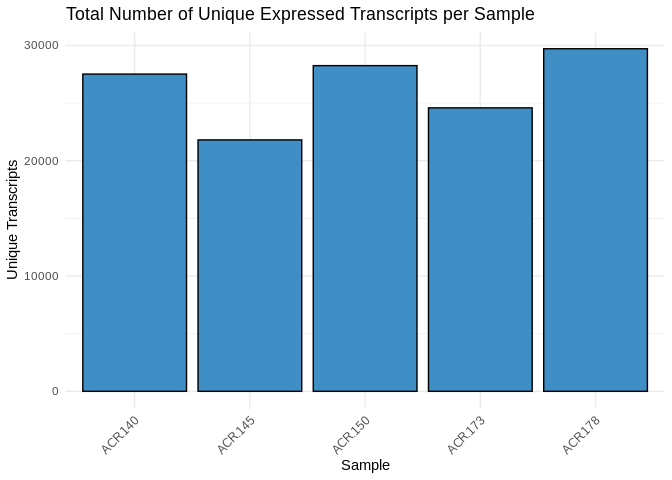 Total Number of Unique Expressed Transcripts per Sample
Unique Transcripts
30000
20000
10000
0
ACR140
ACR145
ACR150
ACR173
ACR178
Sample